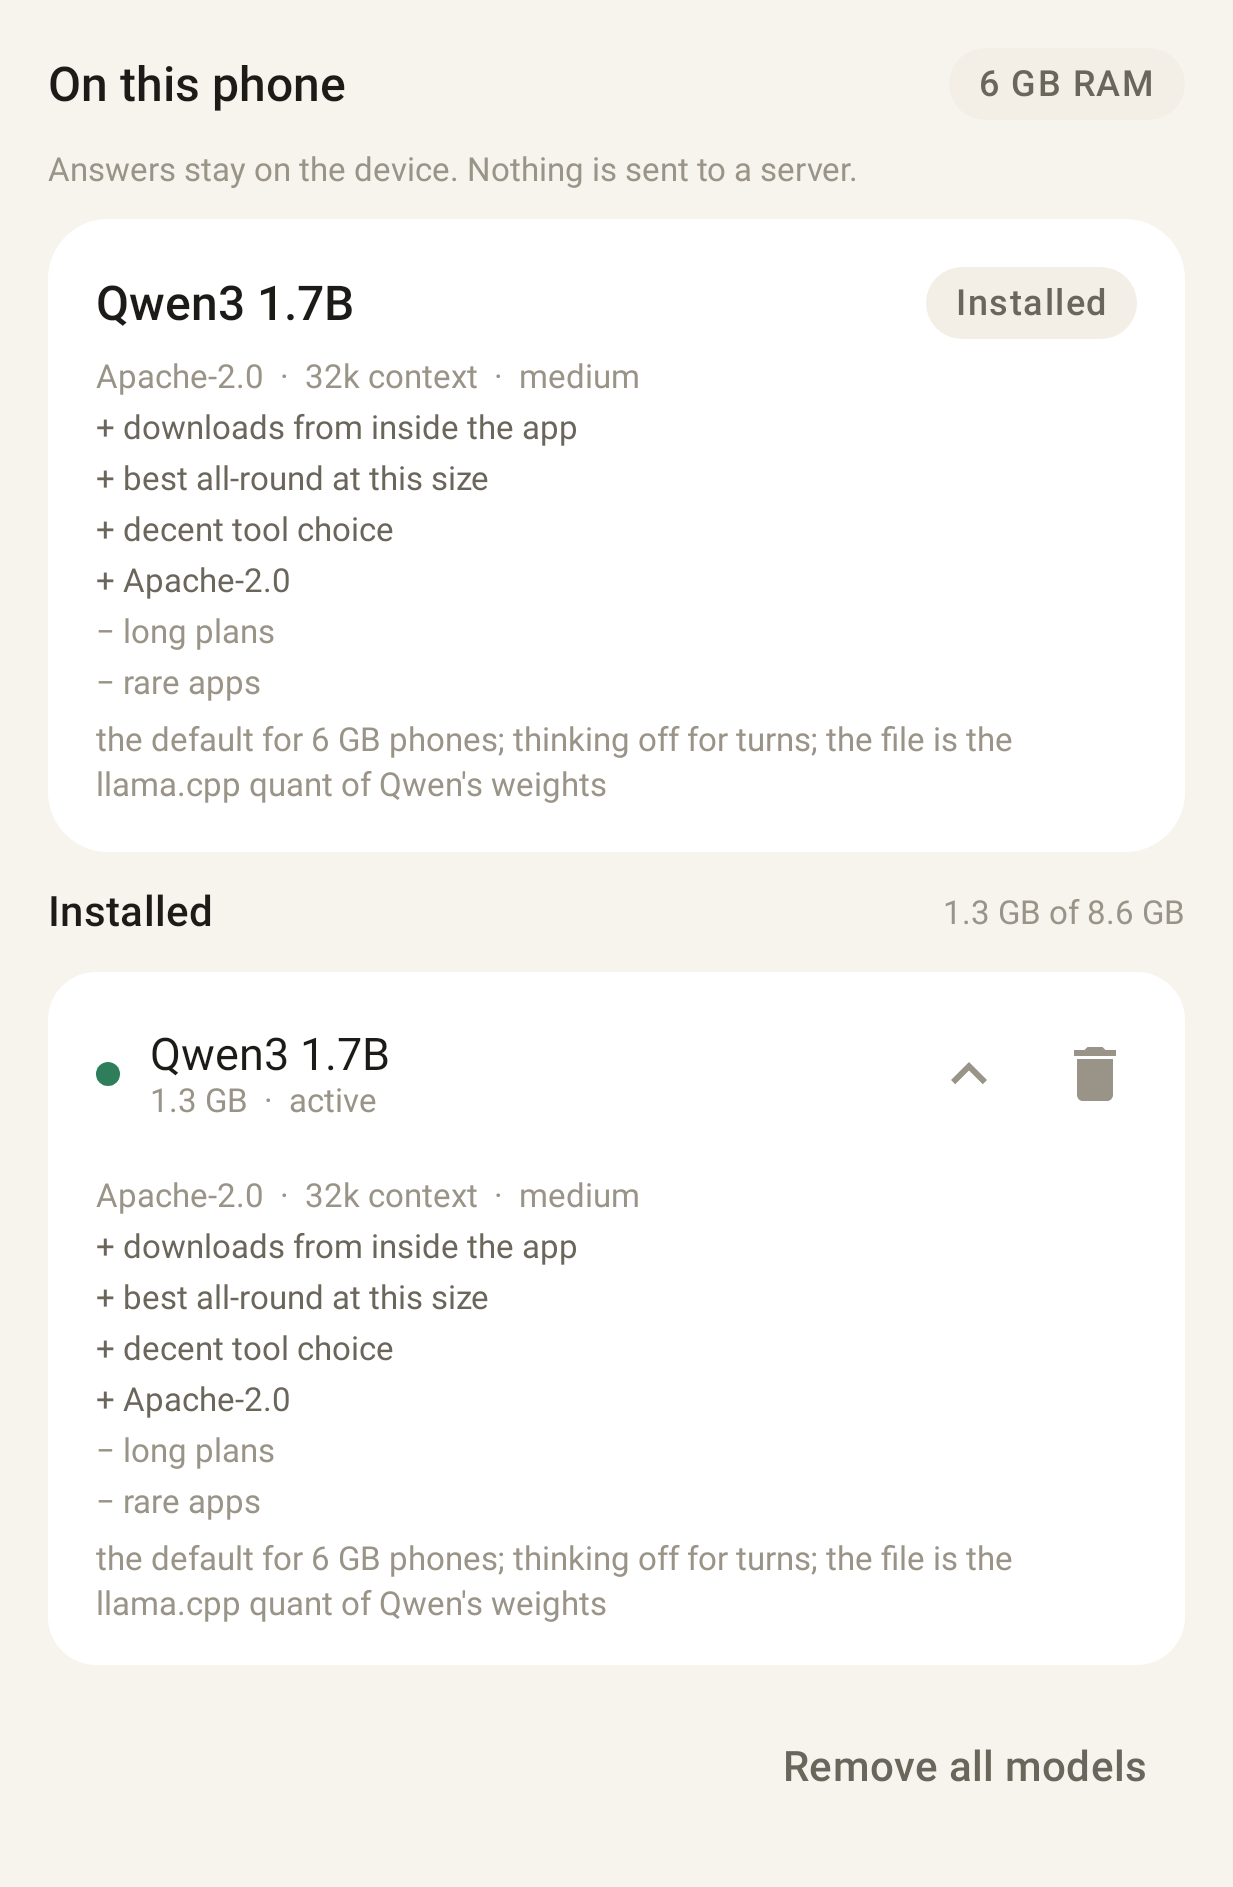 On this phone
6 GB RAM
Answers stay on the device. Nothing is sent to a server.
Qwen3 1.7B
Installed
Apache-2.0 · 32k context · medium
+ downloads from inside the app
+ best all-round at this size
+ decent tool choice
+ Apache-2.0
− long plans
− rare apps
the default for 6 GB phones; thinking off for turns; the file is the
llama.cpp quant of Qwen's weights
Installed
1.3 GB of 8.6 GB
Qwen3 1.7B
1.3 GB · active
Apache-2.0 · 32k context · medium
+ downloads from inside the app
+ best all-round at this size
+ decent tool choice
+ Apache-2.0
− long plans
− rare apps
the default for 6 GB phones; thinking off for turns; the file is the
llama.cpp quant of Qwen's weights
Remove all models